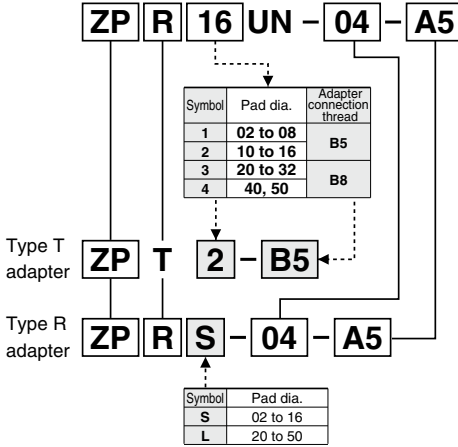 ZP R 16 UN – 04 – A5
Symbol Pad dia. Adapter connection thread
1 02 to 08 B5
2 10 to 16
3 20 to 32 B8
4 40, 50
Type T adapter ZP T 2 – B5
Type R adapter ZP R S – 04 – A5
Symbol Pad dia.
S 02 to 16
L 20 to 50